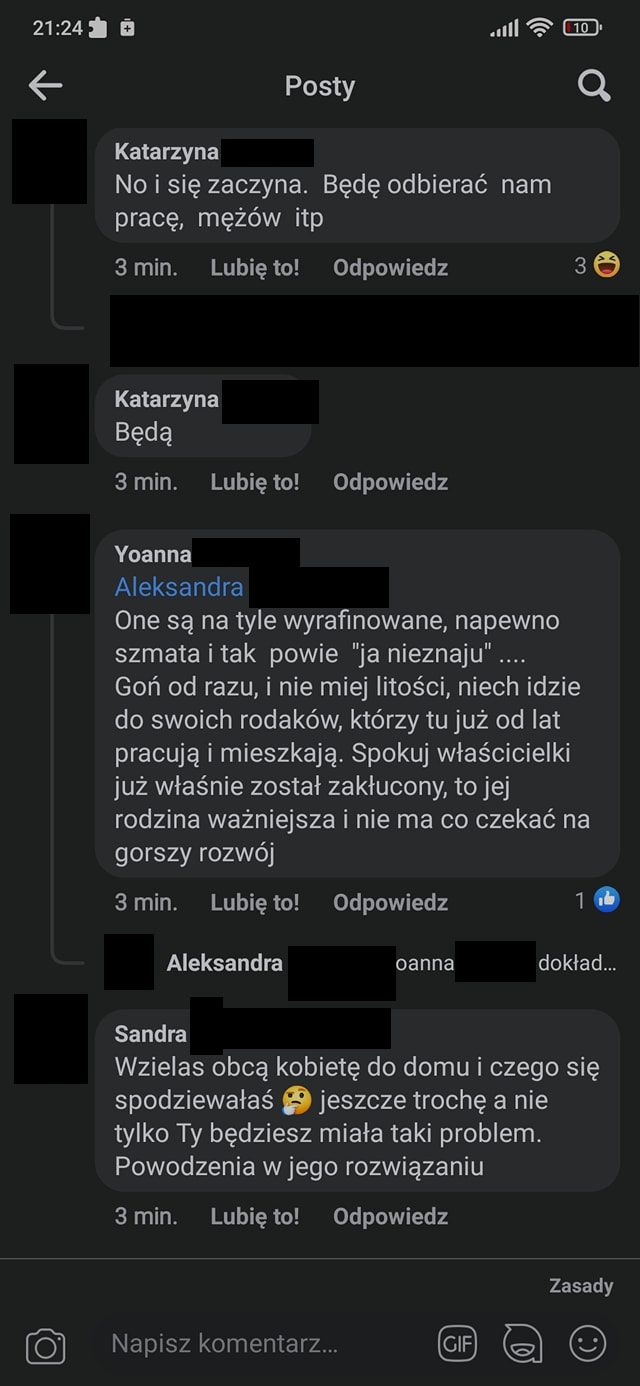 21:24
10
Posty
Katarzyna
No i się zaczyna. Będę odbierać nam
pracę, mężów itp
3 min. Lubię to! Odpowiedz 3
Katarzyna
Będą
3 min. Lubię to! Odpowiedz
Yoanna
Aleksandra
One są na tyle wyrafinowane, napewno
szmata i tak powie "ja nieznaju" ....
Goń od razu, i nie miej litości, niech idzie
do swoich rodaków, którzy tu już od lat
pracują i mieszkają. Spokuj właścicielki
już właśnie został zakłucony, to jej
rodzina ważniejsza i nie ma co czekać na
gorszy rozwój
3 min. Lubię to! Odpowiedz 1
Aleksandra oanna dokład...
Sandra
Wzielas obcą kobietę do domu i czego się
spodziewałaś 🤔 jeszcze trochę a nie
tylko Ty będziesz miała taki problem.
Powodzenia w jego rozwiązaniu
3 min. Lubię to! Odpowiedz
Zasady
Napisz komentarz... GIF